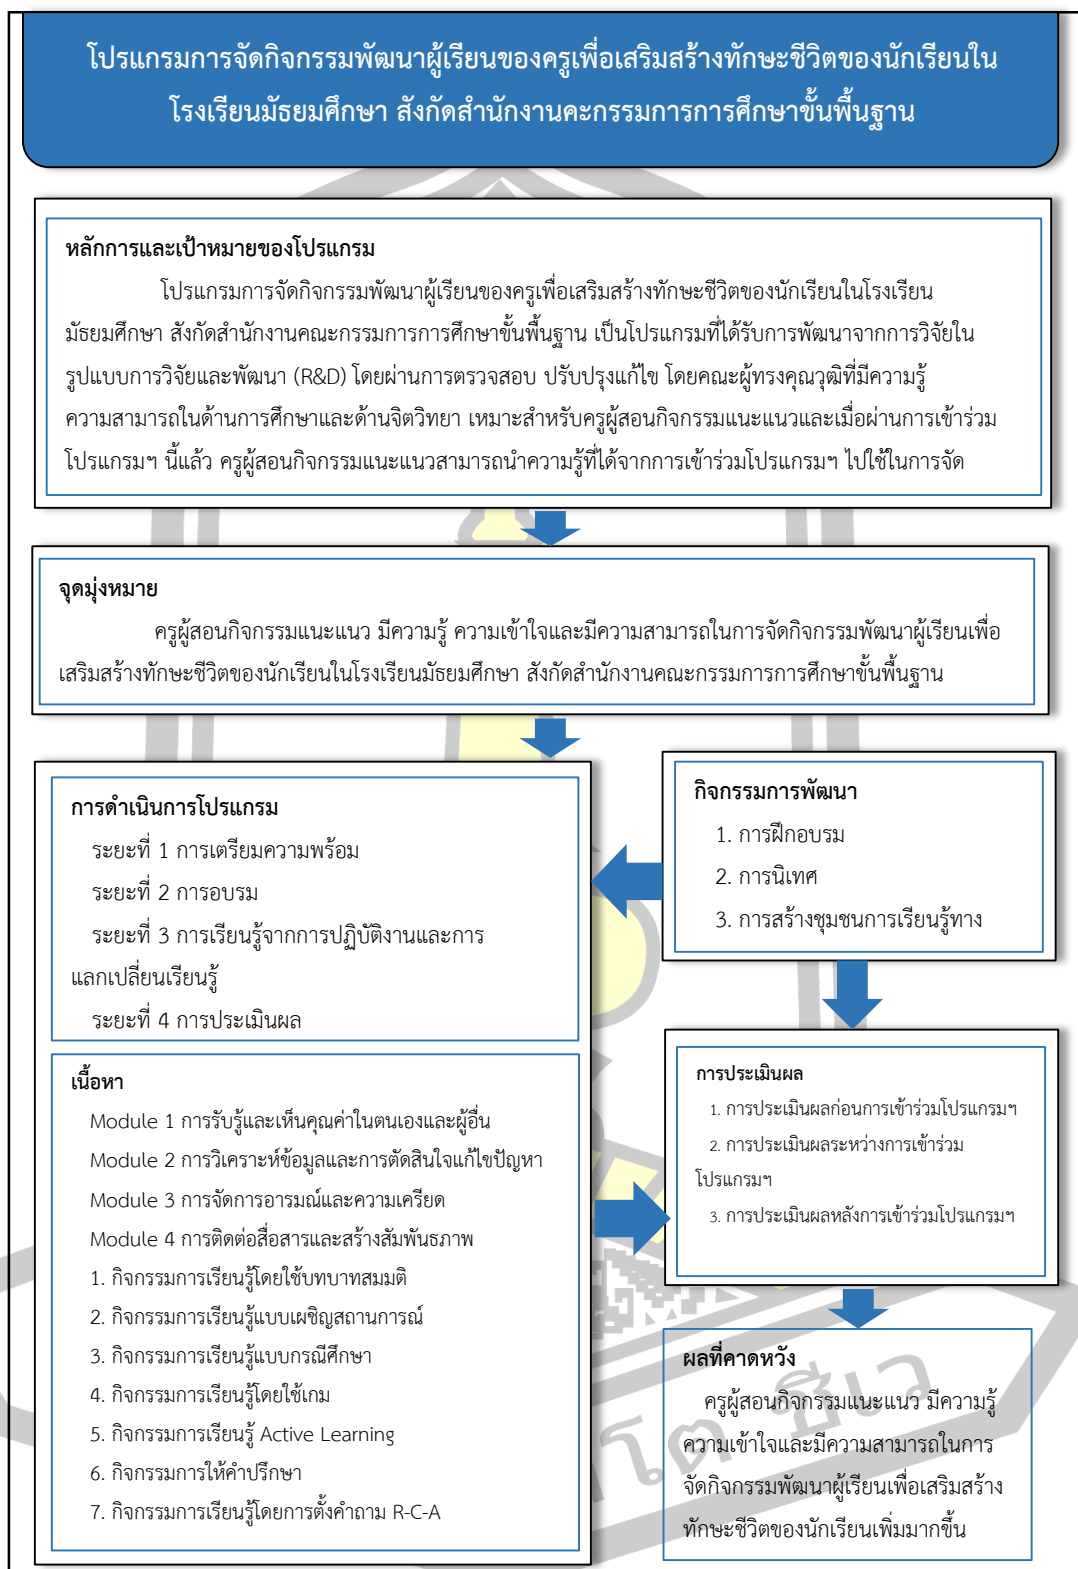 โปรแกรมการจัดกิจกรรมพัฒนาผู้เรียนของครูเพื่อเสริมสร้างทักษะชีวิตของนักเรียนใน
โรงเรียนมัธยมศึกษา สังกัดสำนักงานคะกรรมการการศึกษาขั้นพื้นฐาน
หลักการและเป้าหมายของโปรแกรม
โปรแกรมการจัดกิจกรรมพัฒนาผู้เรียนของครูเพื่อเสริมสร้างทักษะชีวิตของนักเรียนในโรงเรียน
มัธยมศึกษา สังกัดสำนักงานคณะกรรมการการศึกษาขั้นพื้นฐาน เป็นโปรแกรมที่ได้รับการพัฒนาจากการวิจัยใน
รูปแบบการวิจัยและพัฒนา (R&D) โดยผ่านการตรวจสอบ ปรับปรุงแก้ไข โดยคณะผู้ทรงคุณวุฒิที่มีความรู้
ความสามารถในด้านการศึกษาและด้านจิตวิทยา เหมาะสำหรับครูผู้สอนกิจกรรมแนะแนวและเมื่อผ่านการเข้าร่วม
โปรแกรมฯ นี้แล้ว ครูผู้สอนกิจกรรมแนะแนวสามารถนำความรู้ที่ได้จากการเข้าร่วมโปรแกรมฯ ไปใช้ในการจัด
จุดมุ่งหมาย
ครูผู้สอนกิจกรรมแนะแนว มีความรู้ ความเข้าใจและมีความสามารถในการจัดกิจกรรมพัฒนาผู้เรียนเพื่อ
เสริมสร้างทักษะชีวิตของนักเรียนในโรงเรียนมัธยมศึกษา สังกัดสำนักงานคณะกรรมการการศึกษาขั้นพื้นฐาน
การดำเนินการโปรแกรม
ระยะที่ 1 การเตรียมความพร้อม
ระยะที่ 2 การอบรม
ระยะที่ 3 การเรียนรู้จากการปฏิบัติงานและการ
แลกเปลี่ยนเรียนรู้
ระยะที่ 4 การประเมินผล
เนื้อหา
Module 1 การรับรู้และเห็นคุณค่าในตนเองและผู้อื่น
Module 2 การวิเคราะห์ข้อมูลและการตัดสินใจแก้ไขปัญหา
Module 3 การจัดการอารมณ์และความเครียด
Module 4 การติดต่อสื่อสารและสร้างสัมพันธภาพ
1. กิจกรรมการเรียนรู้โดยใช้บทบาทสมมติ
2. กิจกรรมการเรียนรู้แบบเผชิญสถานการณ์
3. กิจกรรมการเรียนรู้แบบกรณีศึกษา
4. กิจกรรมการเรียนรู้โดยใช้เกม
5. กิจกรรมการเรียนรู้ Active Learning
6. กิจกรรมการให้คำปรึกษา
7. กิจกรรมการเรียนรู้โดยการตั้งคำถาม R-C-A
กิจกรรมการพัฒนา
1. การฝึกอบรม
2. การนิเทศ
3. การสร้างชุมชนการเรียนรู้ทาง
การประเมินผล
1. การประเมินผลก่อนการเข้าร่วมโปรแกรมฯ
2. การประเมินผลระหว่างการเข้าร่วม
โปรแกรมฯ
3. การประเมินผลหลังการเข้าร่วมโปรแกรมฯ
ผลที่คาดหวัง
ครูผู้สอนกิจกรรมแนะแนว มีความรู้
ความเข้าใจและมีความสามารถในการ
จัดกิจกรรมพัฒนาผู้เรียนเพื่อเสริมสร้าง
ทักษะชีวิตของนักเรียนเพิ่มมากขึ้น
โต ชีเว